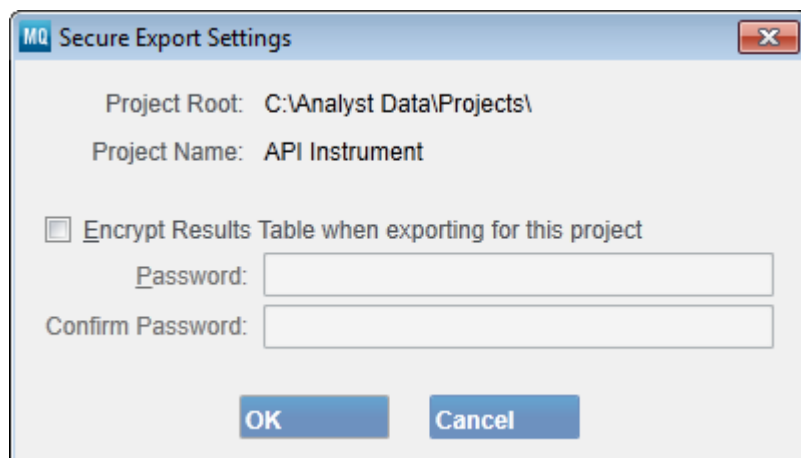 MQ Secure Export Settings
Project Root: C:\Analyst Data\Projects\
Project Name: API Instrument
Encrypt Results Table when exporting for this project
Password:
Confirm Password:
OK Cancel